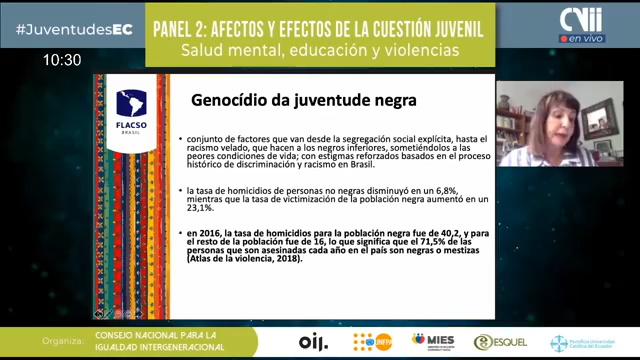 #JuventudesEC
PANEL 2: AFECTOS Y EFECTOS DE LA CUESTIÓN JUVENIL
Salud mental, educación y violencias
en vivo
10:30
FLACSO
BRASIL
Genocídio da juventude negra
• conjunto de factores que van desde la segregación social explícita, hasta el
racismo velado, que hacen a los negros inferiores, sometiéndolos a las
peores condiciones de vida; con estigmas reforzados basados en el proceso
histórico de discriminación y racismo en Brasil.
• la tasa de homicidios de personas no negras disminuyó en un 6,8%,
mientras que la tasa de victimización de la población negra aumentó en un
23,1%.
• en 2016, la tasa de homicidios para la población negra fue de 40,2, y para
el resto de la población fue de 16, lo que significa que el 71,5% de las
personas que son asesinadas cada año en el país son negras o mestizas
(Atlas de la violencia, 2018).
Organiza:
CONSEJO NACIONAL PARA LA
IGUALDAD INTERGENERACIONAL
oij.
UNFPA
MIES
ESQUEL
Pontificia Universidad
Católica del Ecuador